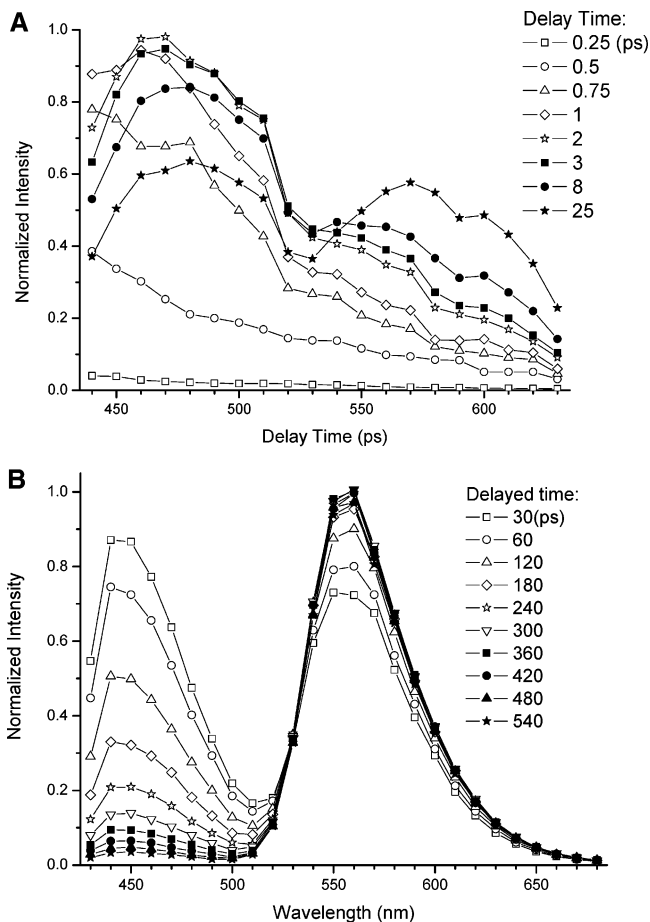 A
Delay Time:
0.25 (ps)
0.5
0.75
1
2
3
8
25
1.0
0.8
0.6
0.4
0.2
0.0
Normalized Intensity
450 500 550 600
Delay Time (ps)
B
Delayed time:
30(ps)
60
120
180
240
300
360
420
480
540
1.0
0.8
0.6
0.4
0.2
0.0
Normalized Intensity
450 500 550 600 650
Wavelength (nm)